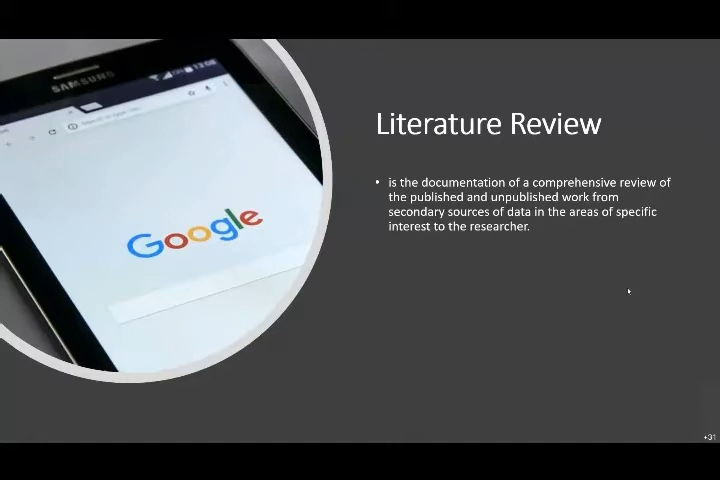 SAMSUNG
Google
Literature Review
• is the documentation of a comprehensive review of
the published and unpublished work from
secondary sources of data in the areas of specific
interest to the researcher.
+31